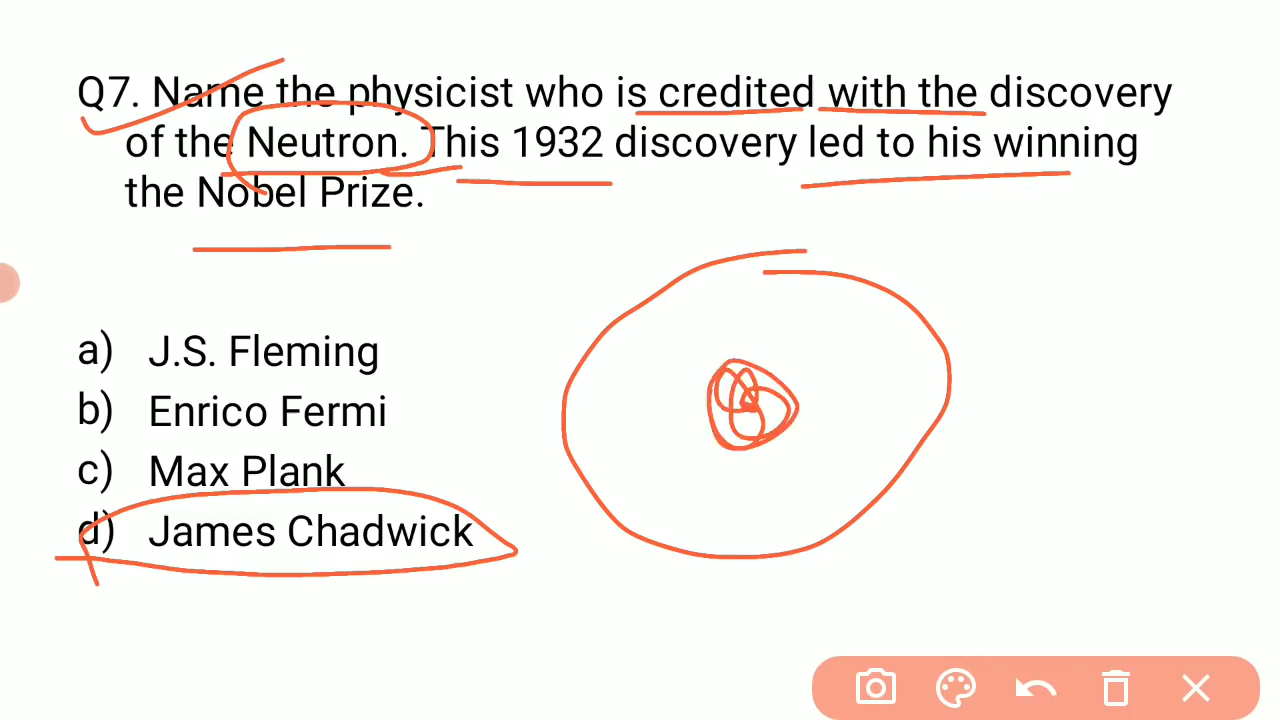 Q7. Name the physicist who is credited with the discovery
of the Neutron. This 1932 discovery led to his winning
the Nobel Prize.
a) J.S. Fleming
b) Enrico Fermi
c) Max Plank
d) James Chadwick